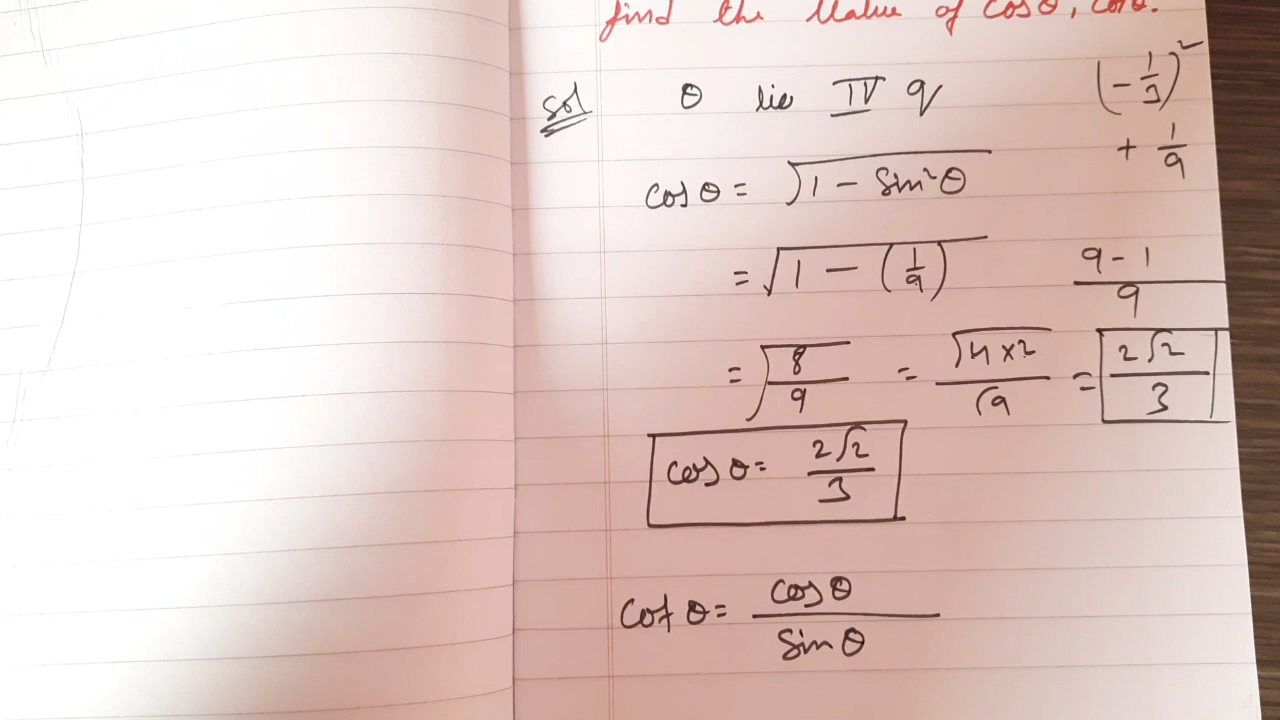 find the Value of Cosθ, Cotθ.
Sol θ lie IV q (-1/3)²
+ 1/9
cosθ = √(1 - Sin²θ)
= √(1 - (1/9)) 9-1/9
= √(8/9) = √(4×2)/√9 = 2√2/3
cosθ = 2√2/3
Cotθ = cosθ/Sinθ